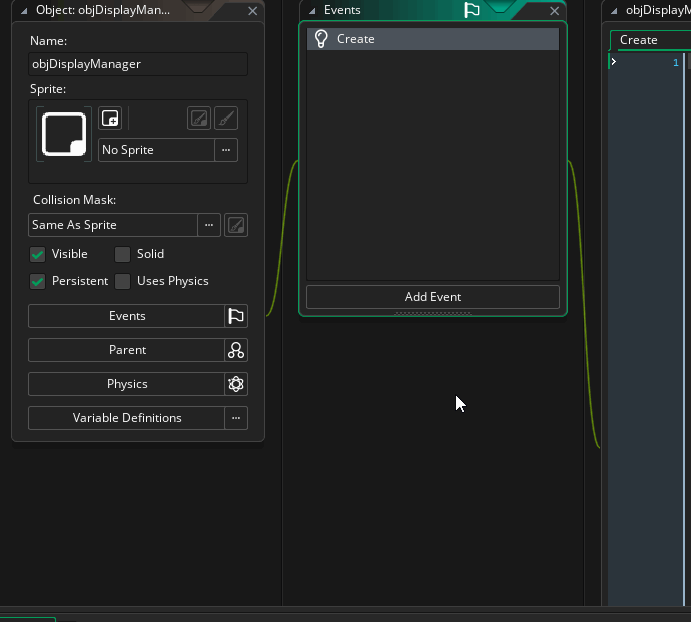 Object: objDisplayMan...
Name:
objDisplayManager
Sprite:
No Sprite
...
Collision Mask:
Same As Sprite
...
Visible
Solid
Persistent
Uses Physics
Events
Parent
Physics
Variable Definitions
...
Events
Create
Add Event
objDisplayM
Create
1